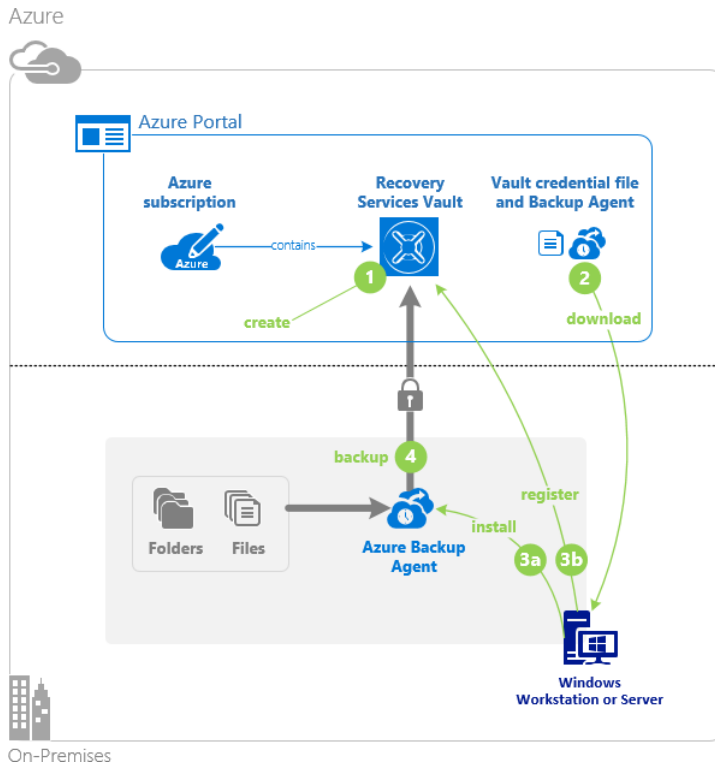 Azure
Azure Portal
Azure
subscription
Recovery
Services Vault
Vault credential file
and Backup Agent
Azure
contains
1
2
create
download
backup
4
register
install
Folders
Files
Azure Backup
Agent
3a
3b
Windows
Workstation or Server
On-Premises